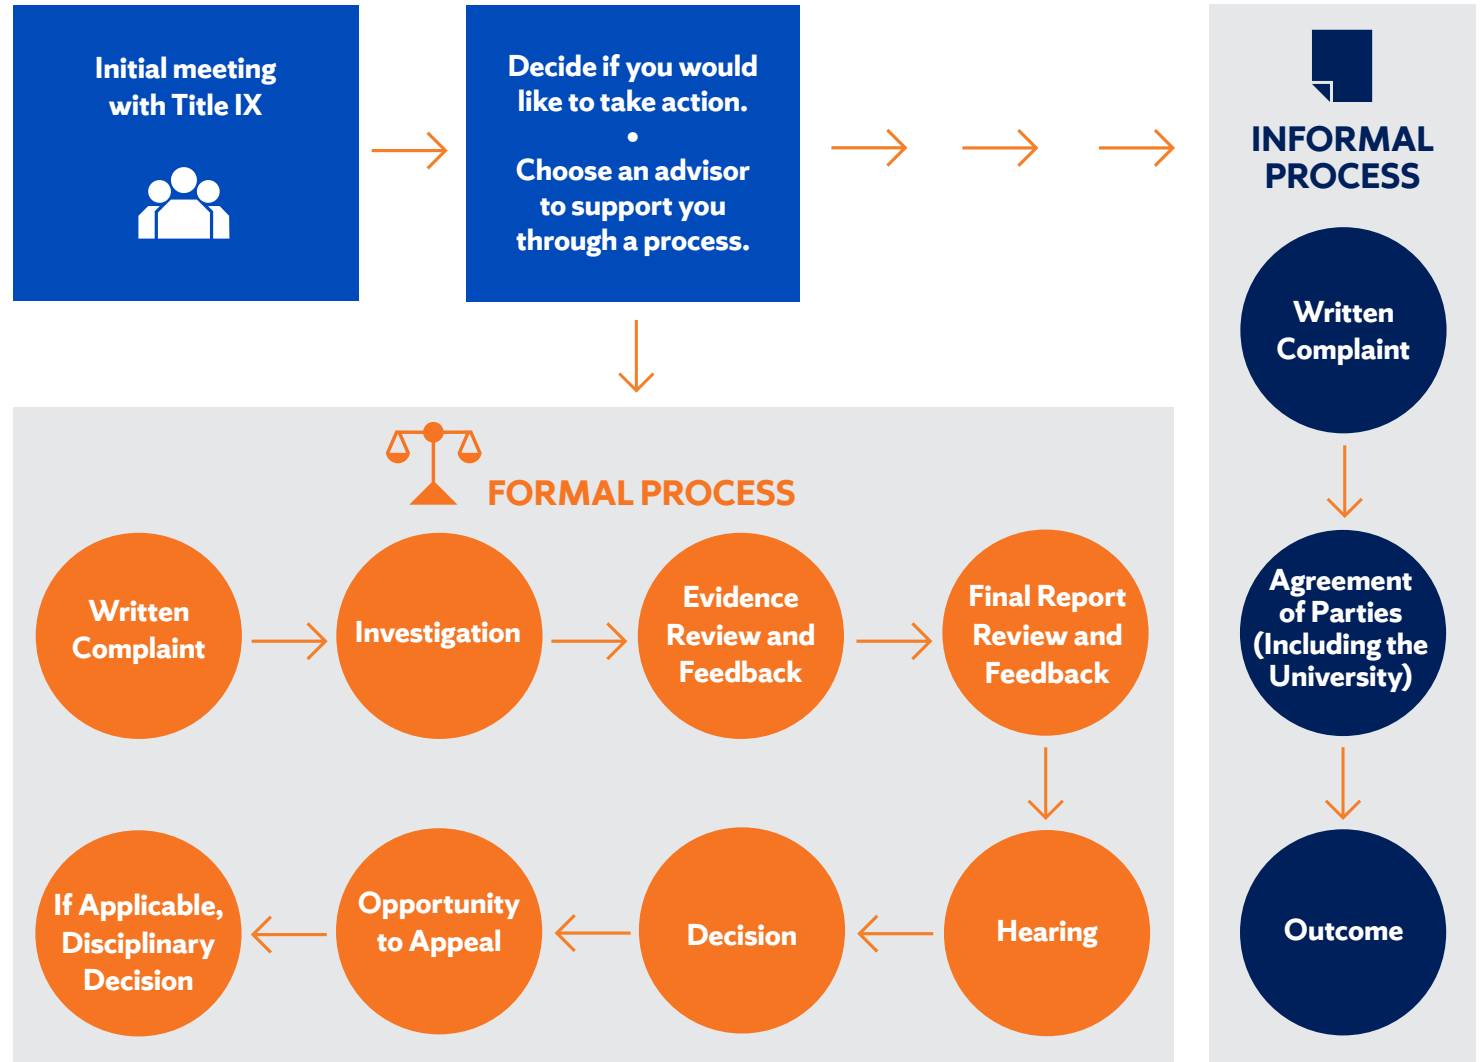 Initial meeting
with Title IX
Decide if you would
like to take action.
•
Choose an advisor
to support you
through a process.
INFORMAL
PROCESS
Written
Complaint
Agreement
of Parties
(Including the
University)
Outcome
FORMAL PROCESS
Written
Complaint
Investigation
Evidence
Review and
Feedback
Final Report
Review and
Feedback
Hearing
Decision
Opportunity
to Appeal
If Applicable,
Disciplinary
Decision